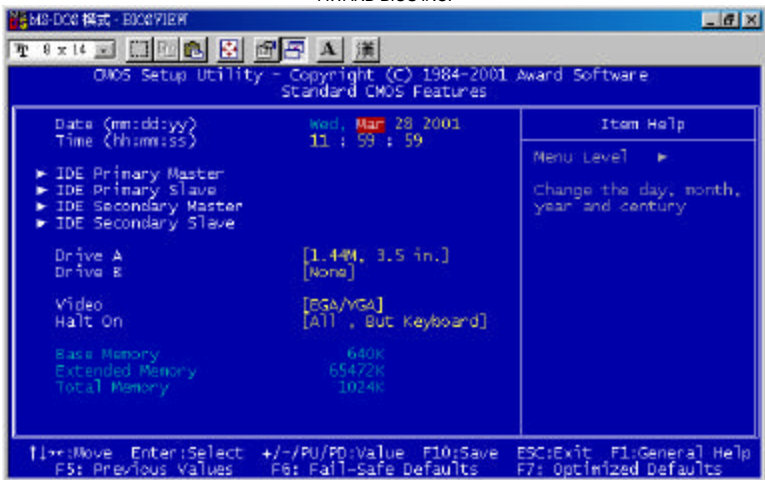 MS-DOS 模式 - BIOSVIEW
8 x 14
A 漢
CMOS Setup Utility - Copyright (C) 1984-2001 Award Software
Standard CMOS Features
Date (mm:dd:yy) Wed, Mar 28 2001
Time (hh:mm:ss) 11 : 59 : 59
► IDE Primary Master
► IDE Primary Slave
► IDE Secondary Master
► IDE Secondary Slave
Drive A [1.44M, 3.5 in.]
Drive B [None]
Video [EGA/VGA]
Halt On [All , But Keyboard]
Base Memory 640K
Extended Memory 65472K
Total Memory 1024K
Item Help
Menu Level ►
Change the day, month,
year and century
↑↓→←:Move Enter:Select +/-/PU/PD:Value F10:Save ESC:Exit F1:General Help
F5: Previous Values F6: Fail-Safe Defaults F7: Optimized Defaults